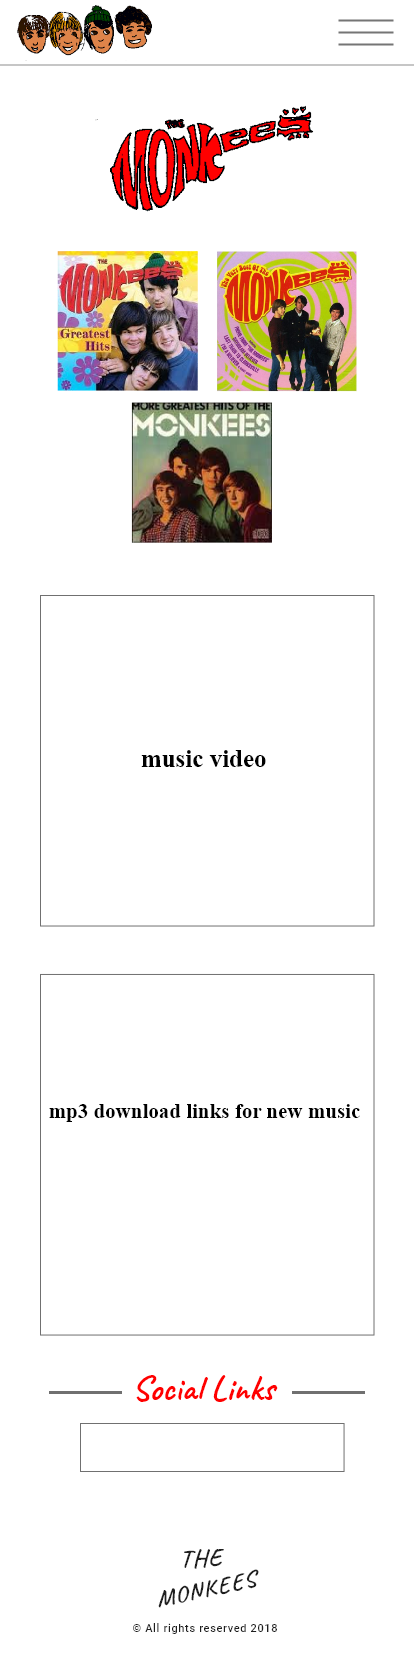 THE
MONKEES
THE
MONKEES
Greatest
Hits
The Very Best Of The
MONKEES
MORE GREATEST HITS OF THE
MONKEES
music video
mp3 download links for new music
Social Links
THE
MONKEES
© All rights reserved 2018